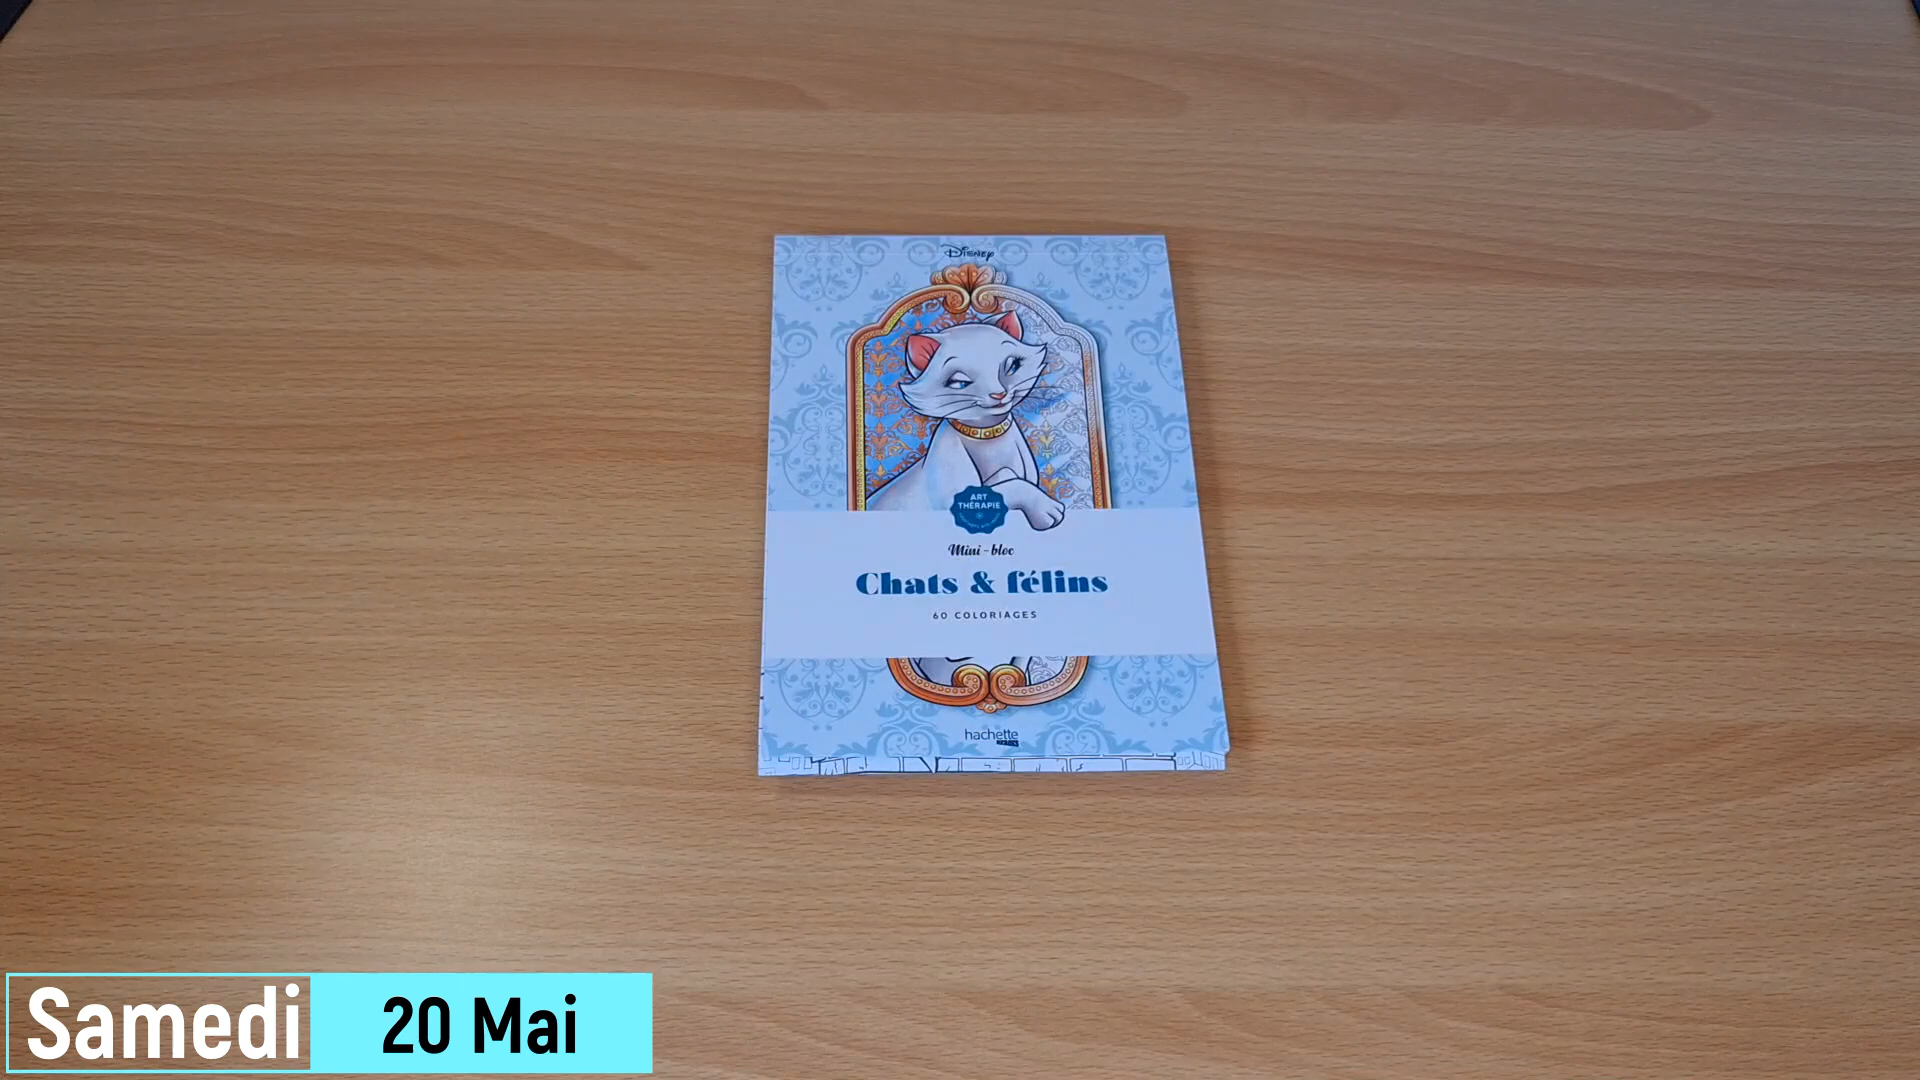 Disney
ART
THÉRAPIE
Mini-bloc
Chats & félins
60 COLORIAGES
hachette
Samedi
20 Mai